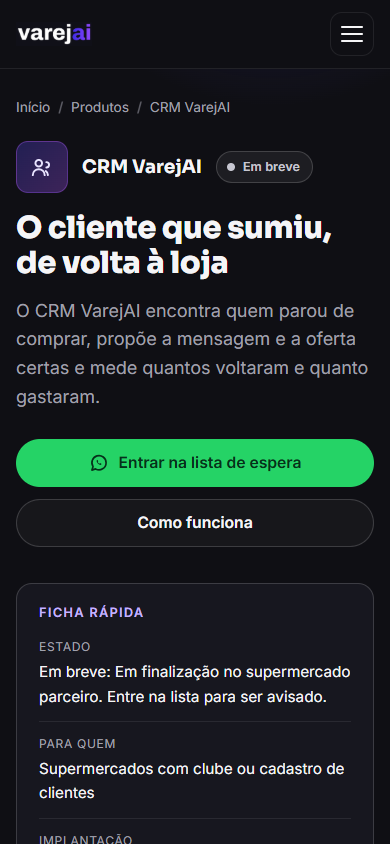 varejai
Início / Produtos / CRM VarejAI
CRM VarejAI
Em breve
O cliente que sumiu,
de volta à loja
O CRM VarejAI encontra quem parou de
comprar, propõe a mensagem e a oferta
certas e mede quantos voltaram e quanto
gastaram.
Entrar na lista de espera
Como funciona
FICHA RÁPIDA
ESTADO
Em breve: Em finalização no supermercado
parceiro. Entre na lista para ser avisado.
PARA QUEM
Supermercados com clube ou cadastro de
clientes
IMPLANTAÇÃO